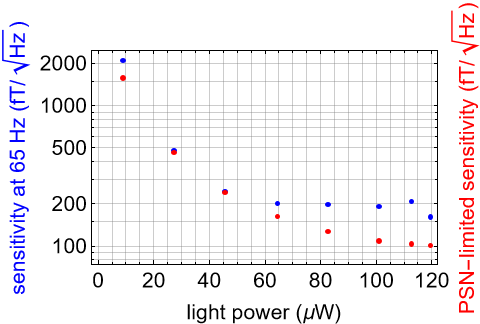 sensitivity at 65 Hz (fT/√Hz)
PSN-limited sensitivity (fT/√Hz)
2000
1000
500
200
100
0 20 40 60 80 100 120
light power (μW)